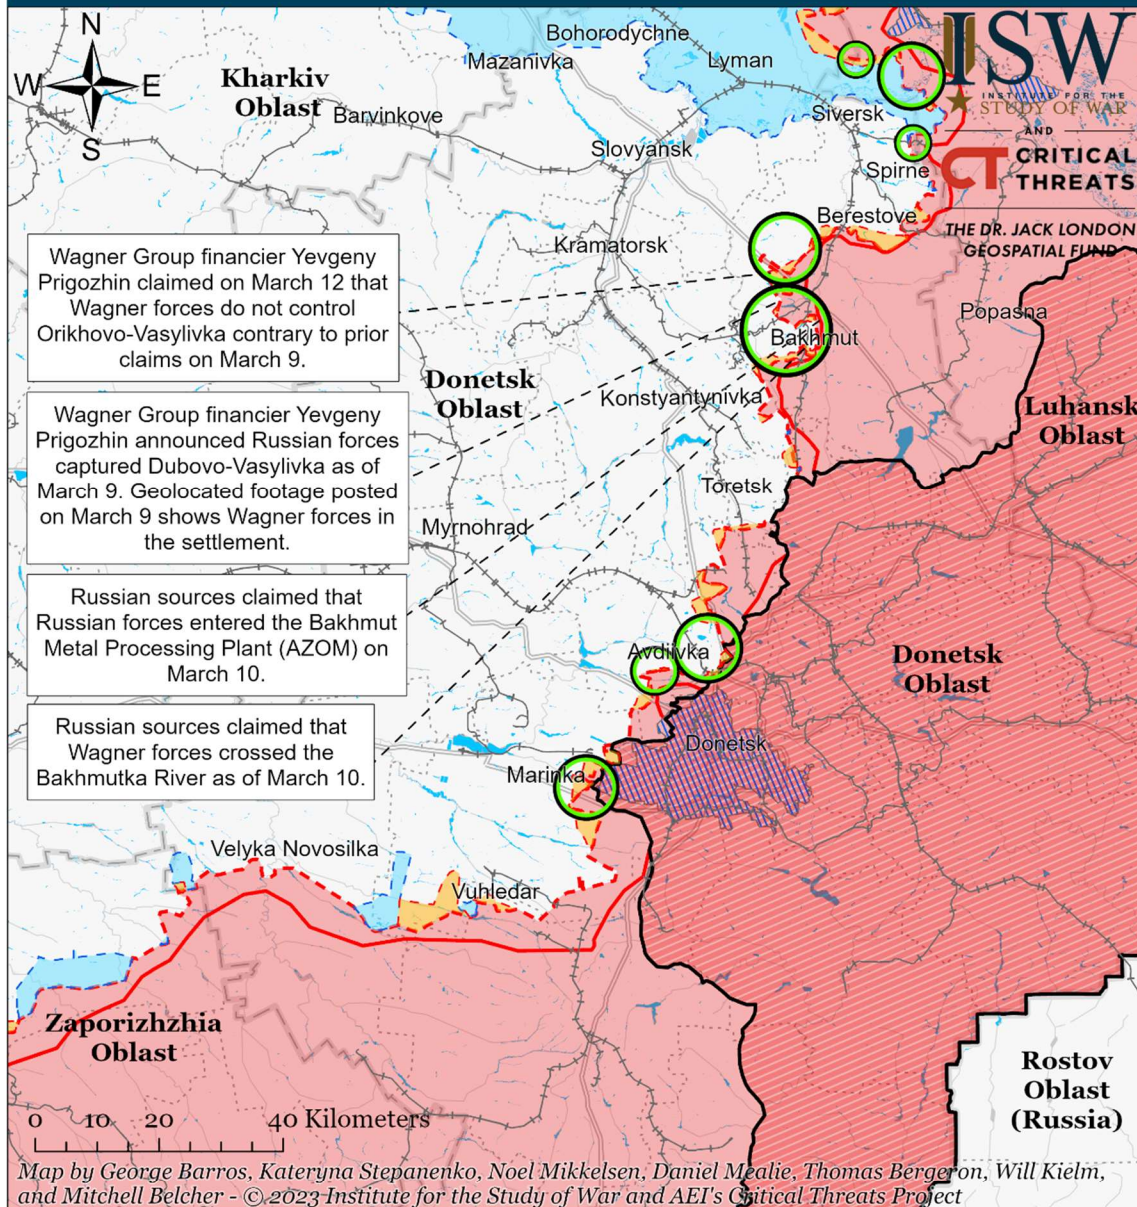 N
W
E
S
Kharkiv
Oblast
Bohorodychne
Mazanivka
Lyman
Barvinkove
Slovyansk
Siversk
Spirne
Berestove
Kramatorsk
ISW
INSTITUTE FOR THE
STUDY OF WAR
AND
CT CRITICAL
THREATS
THE DR. JACK LONDON
GEOSPATIAL FUND
Wagner Group financier Yevgeny
Prigozhin claimed on March 12 that
Wagner forces do not control
Orikhovo-Vasylivka contrary to prior
claims on March 9.
Popasna
Bakhmut
Donetsk
Oblast
Konstyantynivka
Luhansk
Oblast
Wagner Group financier Yevgeny
Prigozhin announced Russian forces
captured Dubovo-Vasylivka as of
March 9. Geolocated footage posted
on March 9 shows Wagner forces in
the settlement.
Toretsk
Myrnohrad
Russian sources claimed that
Russian forces entered the Bakhmut
Metal Processing Plant (AZOM) on
March 10.
Avdiivka
Donetsk
Oblast
Russian sources claimed that
Wagner forces crossed the
Bakhmutka River as of March 10.
Donetsk
Marinka
Velyka Novosilka
Vuhledar
Zaporizhzhia
Oblast
Rostov
Oblast
(Russia)
0 10 20 40 Kilometers
Map by George Barros, Kateryna Stepanenko, Noel Mikkelsen, Daniel Mealie, Thomas Bergeron, Will Kielm,
and Mitchell Belcher - © 2023 Institute for the Study of War and AEI's Critical Threats Project